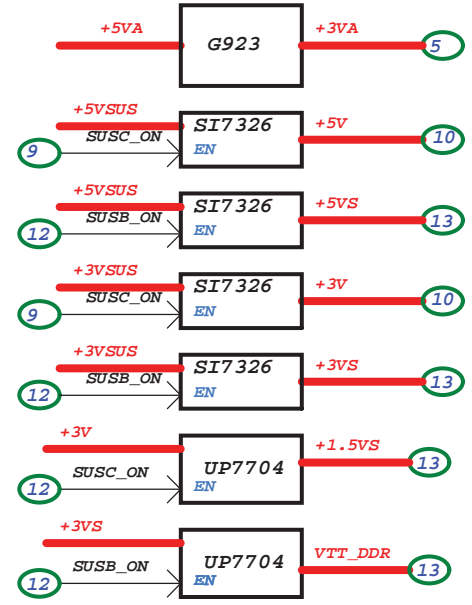 +5VA G923 +3VA 5
+5VSUS SI7326 +5V 10
9 SUSC_ON EN
+5VSUS SI7326 +5VS 13
12 SUSB_ON EN
+3VSUS SI7326 +3V 10
9 SUSC_ON EN
+3VSUS SI7326 +3VS 13
12 SUSB_ON EN
+3V UP7704 +1.5VS 13
12 SUSC_ON EN
+3VS UP7704 VTT_DDR 13
12 SUSB_ON EN